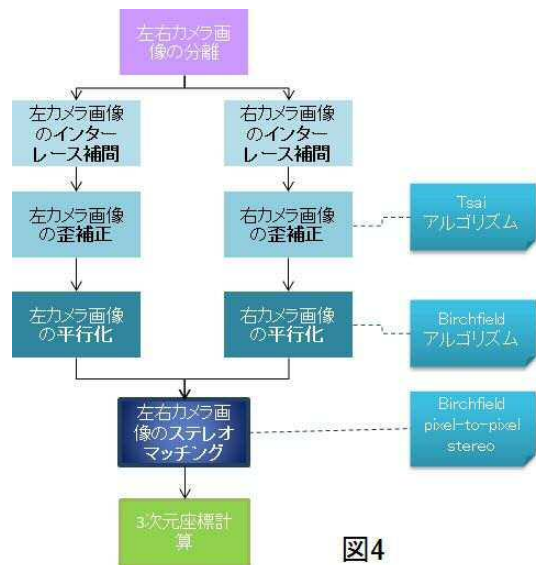 左右カメラ画
像の分離
左カメラ画像
のインター
レース補間
右カメラ画像
のインター
レース補間
左カメラ画像
の歪補正
右カメラ画像
の歪補正
Tsai
アルゴリズム
左カメラ画像
の平行化
右カメラ画像
の平行化
Birchfield
アルゴリズム
左右カメラ画
像のステレオ
マッチング
Birchfield
pixel-to-pixel
stereo
3次元座標計
算
図4